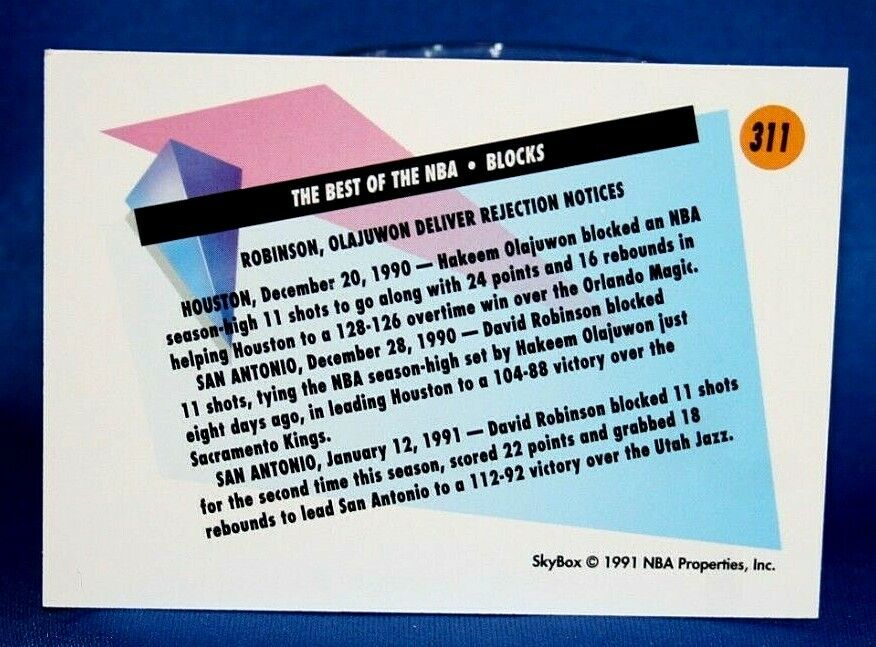 311
THE BEST OF THE NBA • BLOCKS
ROBINSON, OLAJUWON DELIVER REJECTION NOTICES
HOUSTON, December 20, 1990 — Hakeem Olajuwon blocked an NBA
season-high 11 shots to go along with 24 points and 16 rebounds in
helping Houston to a 128-126 overtime win over the Orlando Magic.
SAN ANTONIO, December 28, 1990 — David Robinson blocked
11 shots, tying the NBA season-high set by Hakeem Olajuwon just
eight days ago, in leading Houston to a 104-88 victory over the
Sacramento Kings.
SAN ANTONIO, January 12, 1991 — David Robinson blocked 11 shots
for the second time this season, scored 22 points and grabbed 18
rebounds to lead San Antonio to a 112-92 victory over the Utah Jazz.
SkyBox © 1991 NBA Properties, Inc.